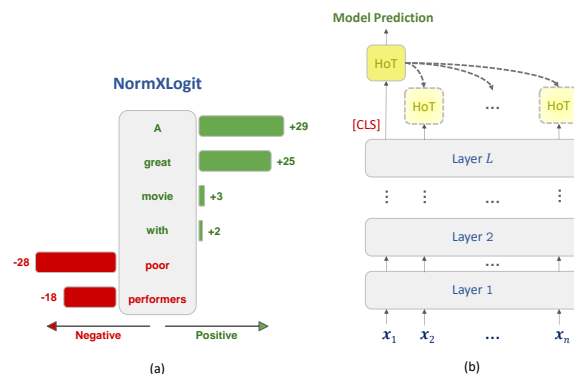 NormXLogit
A +29
great +25
movie +3
with +2
-28 poor
-18 performers
Negative Positive
(a)
Model Prediction
HoT
HoT ... HoT
[CLS]
Layer L
... ... ...
Layer 2
...
Layer 1
x1 x2 ... xn
(b)